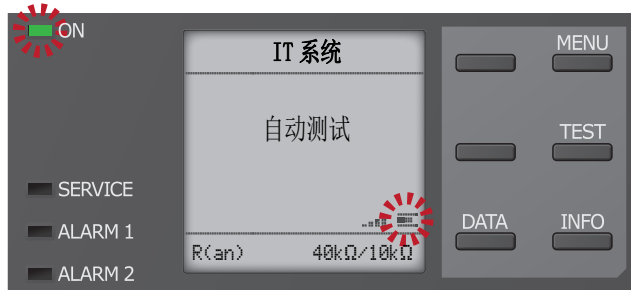 ON
IT 系统
自动测试
R(an) 40kΩ/10kΩ
SERVICE
ALARM 1
ALARM 2
MENU
TEST
DATA INFO